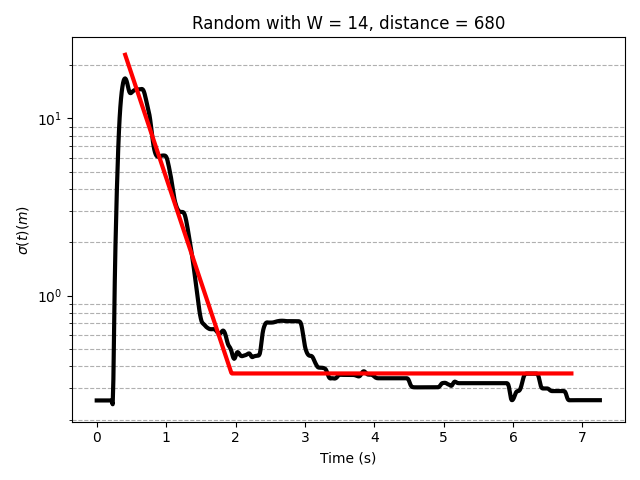 Random with W = 14, distance = 680
σ(t)(m)
10¹
10⁰
0 1 2 3 4 5 6 7
Time (s)